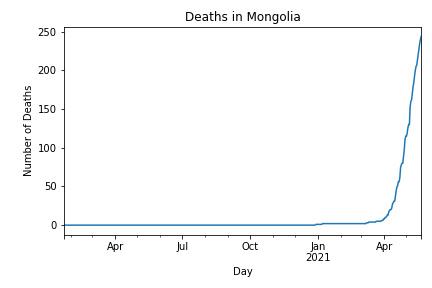 Deaths in Mongolia
250
200
150
100
50
0
Number of Deaths
Apr
Jul
Oct
Jan
2021
Apr
Day